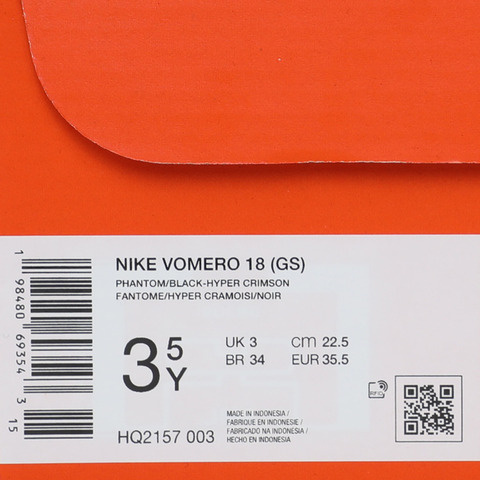 NIKE VOMERO 18 (GS)
PHANTOM/BLACK-HYPER CRIMSON
FANTOME/HYPER CRAMOISI/NOIR
3 5 Y
UK 3 CM 22.5
BR 34 EUR 35.5
MADE IN INDONESIA /
FABRIQUE EN INDONESIE /
FABRICADO NA INDONESIA /
HECHO EN INDONESIA
HQ2157 003
1 98480 69354 3 15
RFID